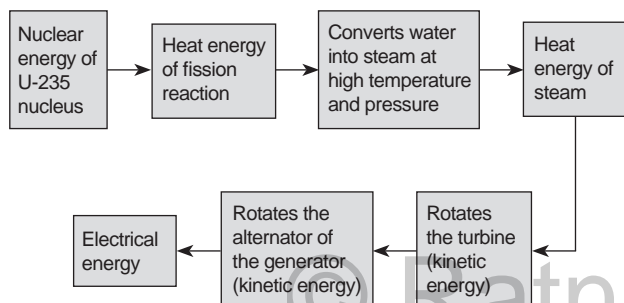 Nuclear
energy of
U-235
nucleus
Heat energy
of fission
reaction
Converts water
into steam at
high temperature
and pressure
Heat
energy of
steam
Rotates
the turbine
(kinetic
energy)
Rotates the
alternator of
the generator
(kinetic energy)
Electrical
energy
© Ratn